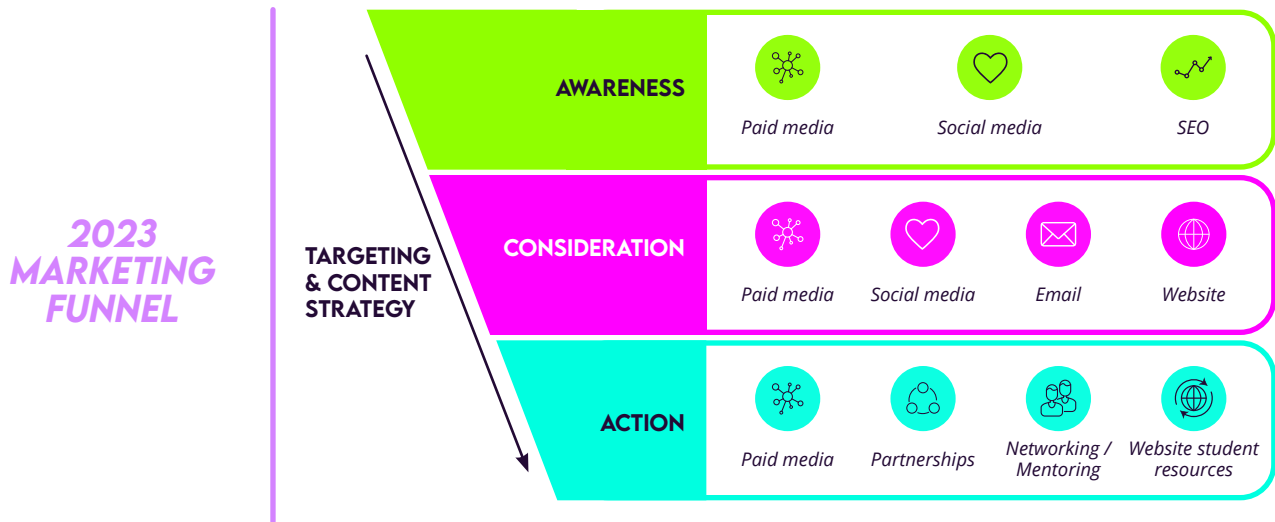 2023
MARKETING
FUNNEL
TARGETING
& CONTENT
STRATEGY
AWARENESS
Paid media
Social media
SEO
CONSIDERATION
Paid media
Social media
Email
Website
ACTION
Paid media
Partnerships
Networking /
Mentoring
Website student
resources